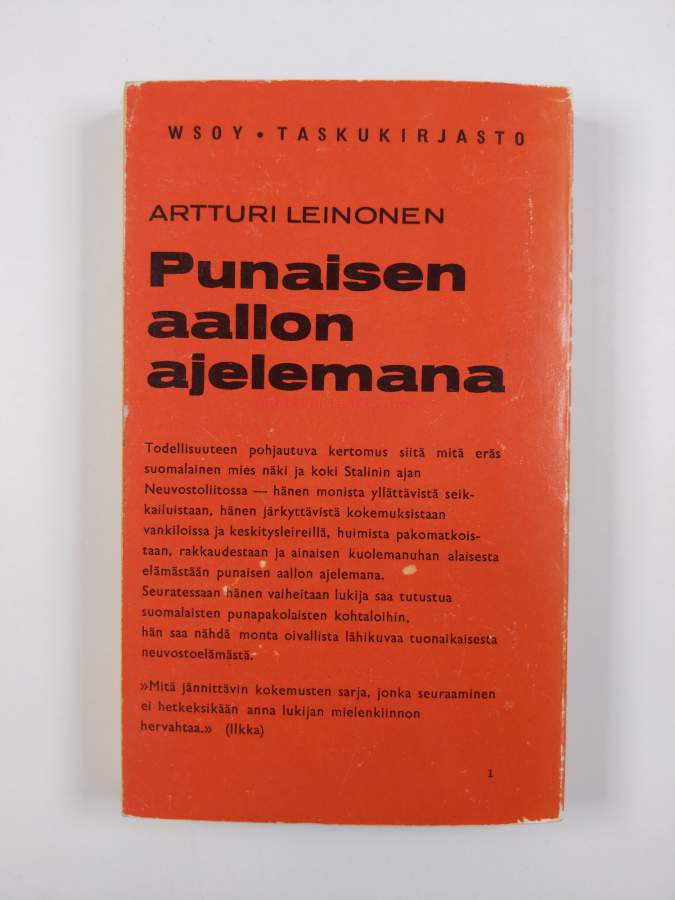 WSOY • TASKUKIRJASTO
ARTTURI LEINONEN
Punaisen
aallon
ajelemana
Todellisuuteen pohjautuva kertomus siitä mitä eräs
suomalainen mies näki ja koki Stalinin ajan
Neuvostoliitossa — hänen monista yllättävistä seik-
kailuistaan, hänen järkyttävistä kokemuksistaan
vankiloissa ja keskitysleireillä, huimista pakomatkois-
taan, rakkaudestaan ja ainaisen kuolemanuhan alaisesta
elämästään punaisen aallon ajelemana.
Seuratessaan hänen vaiheitaan lukija saa tutustua
suomalaisten punapakolaisten kohtaloihin,
hän saa nähdä monta oivallista lähikuvaa tuonaikaisesta
neuvostoelämästä.
»Mitä jännittävin kokemusten sarja, jonka seuraaminen
ei hetkeksikään anna lukijan mielenkiinnon
hervahtaa.» (Ilkka)
1